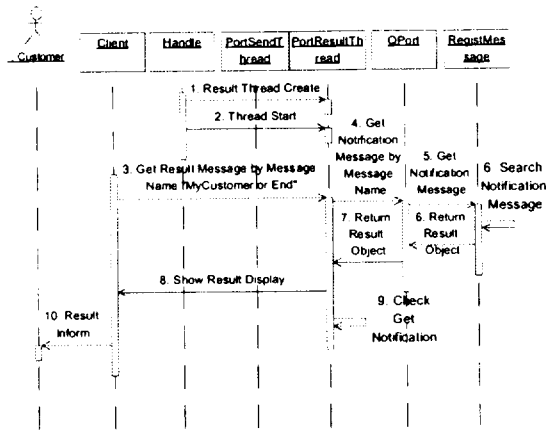 Customer
Client
Handle
PortSendT
hread
PortResultTh
read
QPort
RegistMes
sage
1. Result Thread Create
2. Thread Start
3. Get Result Message by Message
Name "MyCustomer or End"
4. Get
Notification
Message by
Message
Name
5. Get
Notification
Message
6. Search
Notification
Message
7. Return
Result
Object
6. Return
Result
Object
8. Show Result Display
9. Check
Get
Notification
10. Result
Inform